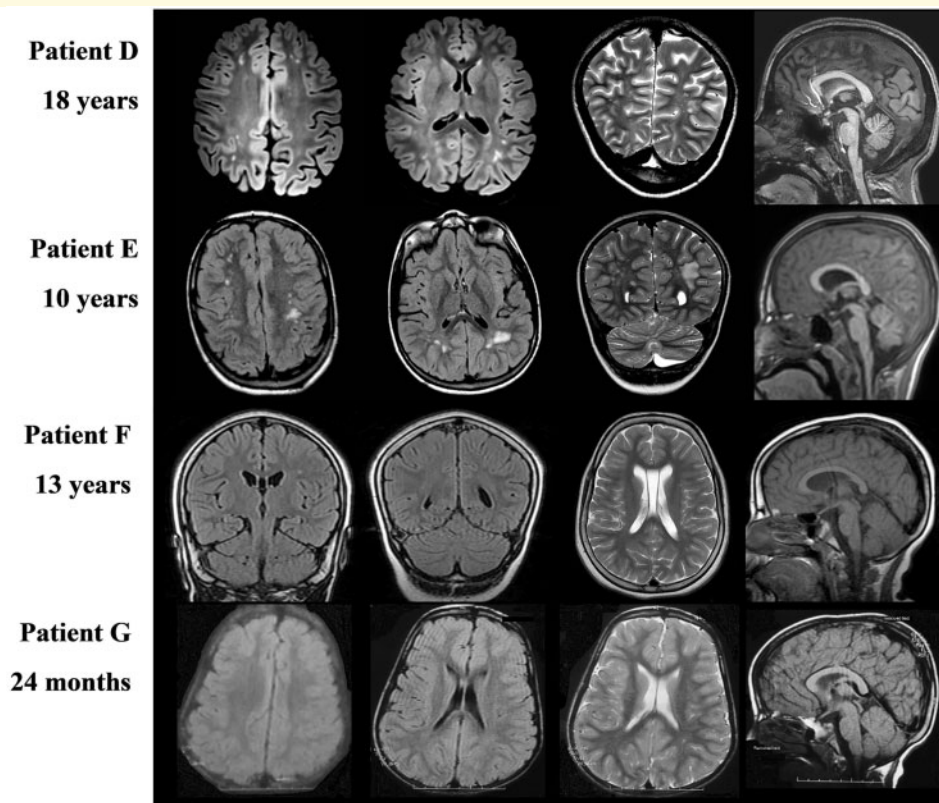 Patient D
18 years
Patient E
10 years
Patient F
13 years
Patient G
24 months